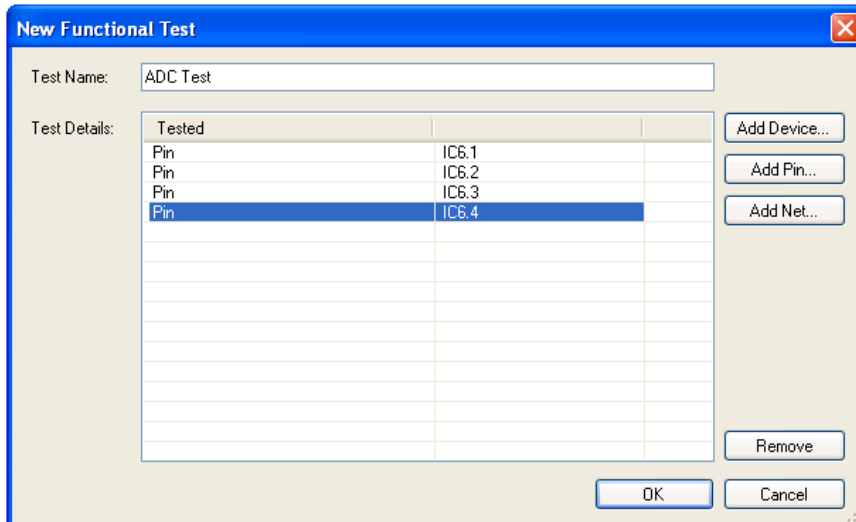 New Functional Test
Test Name: ADC Test
Test Details: Tested Add Device...
Pin IC6.1
Pin IC6.2 Add Pin...
Pin IC6.3
Pin IC6.4 Add Net...
Remove
OK Cancel